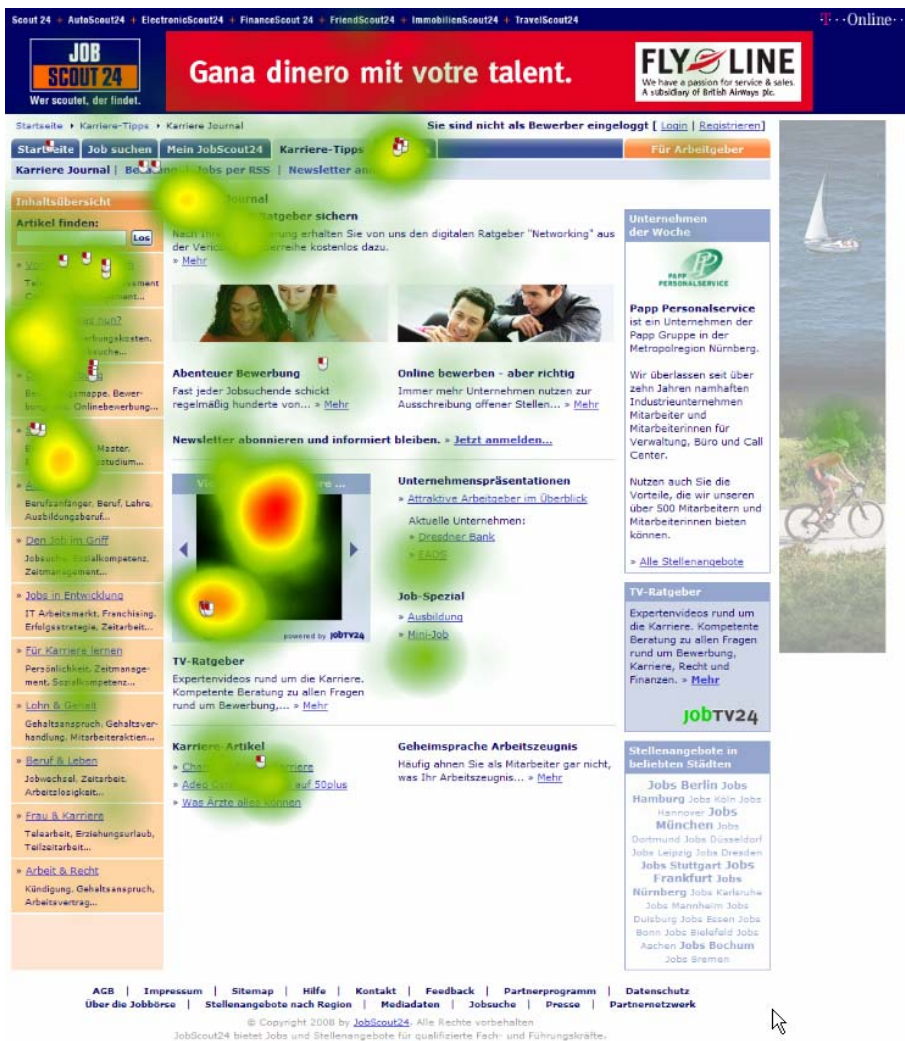 Scout 24 + AutoScout24 + ElectronicScout24 + FinanceScout 24 + FriendScout24 + ImmobilienScout24 + TravelScout24
·T··Online··
JOB
SCOUT 24
Wer scoutet, der findet.
Gana dinero mit votre talent.
FLY LINE
We have a passion for service & sales.
A subsidiary of British Airways plc.
Startseite ▸ Karriere-Tipps ▸ Karriere Journal
Sie sind nicht als Bewerber eingeloggt [ Login | Registrieren ]
Startseite
Job suchen
Mein JobScout24
Karriere-Tipps
Für Arbeitgeber
Karriere Journal |
Jobs per RSS | Newsletter
Inhaltsübersicht
Artikel finden:
Los
Journal
Ratgeber sichern
erhalten Sie von uns den digitalen Ratgeber "Networking" aus
der kostenlos dazu.
» Mehr
was nun?
Bewer-
Onlinebewerbung...
Master,
Berufsanfänger, Beruf, Lehre,
Ausbildungsberuf...
» Den Job im Griff
Jobsuche, Sozialkompetenz,
Zeitmanagement...
» Jobs in Entwicklung
IT Arbeitsmarkt, Franchising,
Erfolgsstrategie, Zeitarbeit...
» Für Karriere lernen
Persönlichkeit, Zeitmanage-
ment, Sozialkompetenz...
» Lohn & Gehalt
Gehaltsanspruch, Gehaltsver-
handlung, Mitarbeiteraktien...
» Beruf & Leben
Jobwechsel, Zeitarbeit,
Arbeitslosigkeit...
» Frau & Karriere
Telearbeit, Erziehungsurlaub,
Teilzeitarbeit...
» Arbeit & Recht
Kündigung, Gehaltsanspruch,
Arbeitsvertrag...
Abenteuer Bewerbung
Fast jeder Jobsuchende schickt
regelmäßig hunderte von... » Mehr
Online bewerben - aber richtig
Immer mehr Unternehmen nutzen zur
Ausschreibung offener Stellen... » Mehr
Newsletter abonnieren und informiert bleiben. » Jetzt anmelden...
powered by JOBTV24
TV-Ratgeber
Expertenvideos rund um die Karriere.
Kompetente Beratung zu allen Fragen
rund um Bewerbung,... » Mehr
Unternehmenspräsentationen
» Attraktive Arbeitgeber im Überblick
Aktuelle Unternehmen:
» Dresdner Bank
» EADS
Job-Spezial
» Ausbildung
» Mini-Job
Karriere-Artikel
auf 50plus
» Was Ärzte alles können
Geheimsprache Arbeitszeugnis
Häufig ahnen Sie als Mitarbeiter gar nicht,
was Ihr Arbeitszeugnis... » Mehr
Unternehmen
der Woche
PAPP
PERSONALSERVICE
Papp Personalservice
ist ein Unternehmen der
Papp Gruppe in der
Metropolregion Nürnberg.
Wir überlassen seit über
zehn Jahren namhaften
Industrieunternehmen
Mitarbeiter und
Mitarbeiterinnen für
Verwaltung, Büro und Call
Center.
Nutzen auch Sie die
Vorteile, die wir unseren
über 500 Mitarbeitern und
Mitarbeiterinnen bieten
können.
» Alle Stellenangebote
TV-Ratgeber
Expertenvideos rund um
die Karriere. Kompetente
Beratung zu allen Fragen
rund um Bewerbung,
Karriere, Recht und
Finanzen. » Mehr
JOBTV24
Stellenangebote in
beliebten Städten
Jobs Berlin Jobs
Hamburg Jobs Köln Jobs
Hannover Jobs
München Jobs
Dortmund Jobs Düsseldorf
Jobs Leipzig Jobs Dresden
Jobs Stuttgart Jobs
Frankfurt Jobs
Nürnberg Jobs Karlsruhe
Jobs Mannheim Jobs
Duisburg Jobs Essen Jobs
Bonn Jobs Bielefeld Jobs
Aachen Jobs Bochum
Jobs Bremen
AGB | Impressum | Sitemap | Hilfe | Kontakt | Feedback | Partnerprogramm | Datenschutz
Über die Jobbörse | Stellenangebote nach Region | Mediadaten | Jobsuche | Presse | Partnernetzwerk
© Copyright 2008 by JobScout24. Alle Rechte vorbehalten
JobScout24 bietet Jobs und Stellenangebote für qualifizierte Fach- und Führungskräfte.